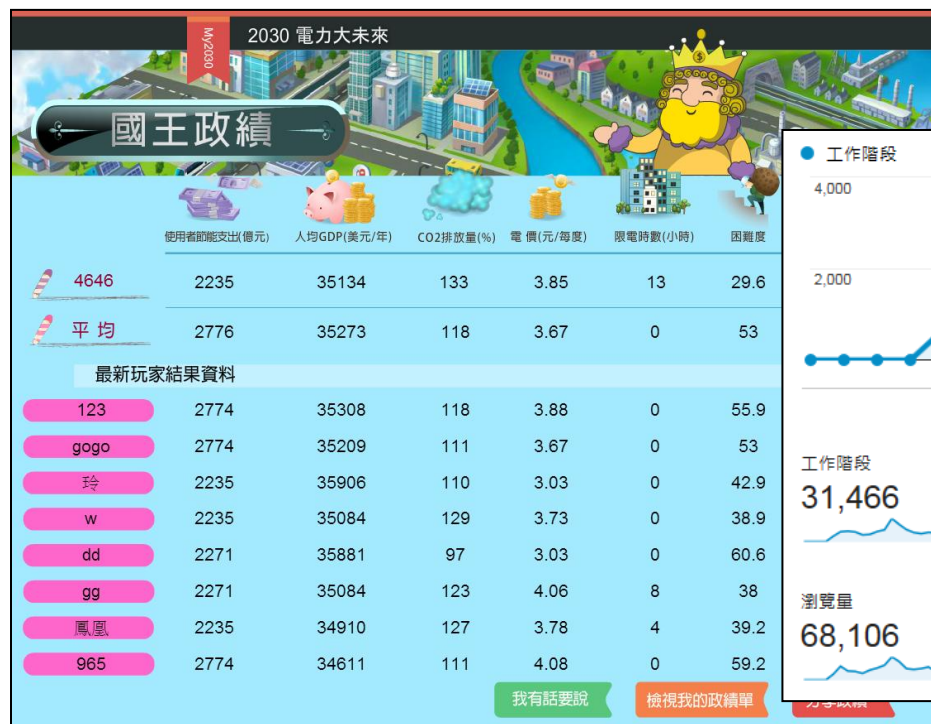 My2030
2030 電力大未來
國王政績
使用者節能支出(億元) 人均GDP(美元/年) CO2排放量(%) 電 價(元/每度) 限電時數(小時) 困難度
4646 2235 35134 133 3.85 13 29.6
平 均 2776 35273 118 3.67 0 53
最新玩家結果資料
123 2774 35308 118 3.88 0 55.9
gogo 2774 35209 111 3.67 0 53
玲 2235 35906 110 3.03 0 42.9
w 2235 35084 129 3.73 0 38.9
dd 2271 35881 97 3.03 0 60.6
gg 2271 35084 123 4.06 8 38
鳳凰 2235 34910 127 3.78 4 39.2
965 2774 34611 111 4.08 0 59.2
我有話要說 檢視我的政績單
工作階段
4,000
2,000
工作階段
31,466
瀏覽量
68,106